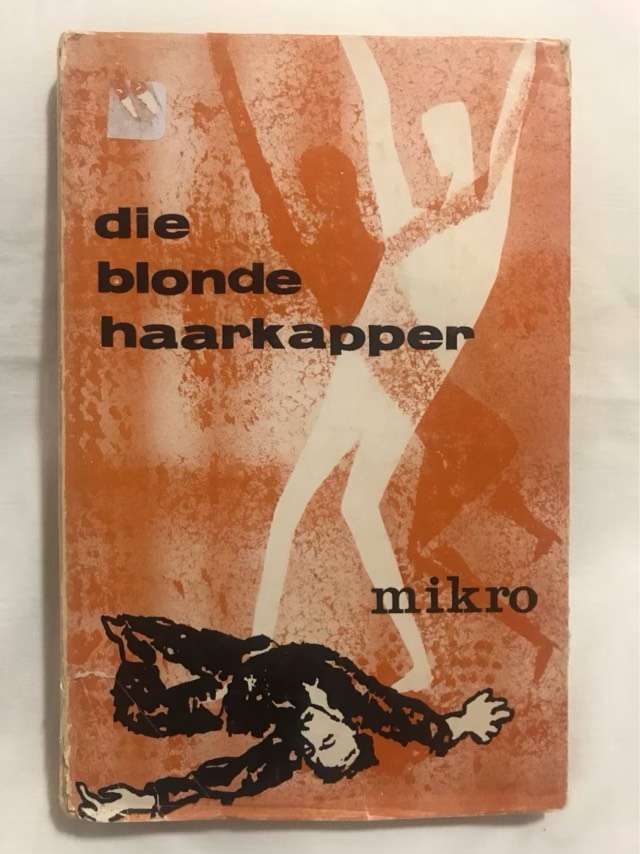 die
blonde
haarkapper
mikro